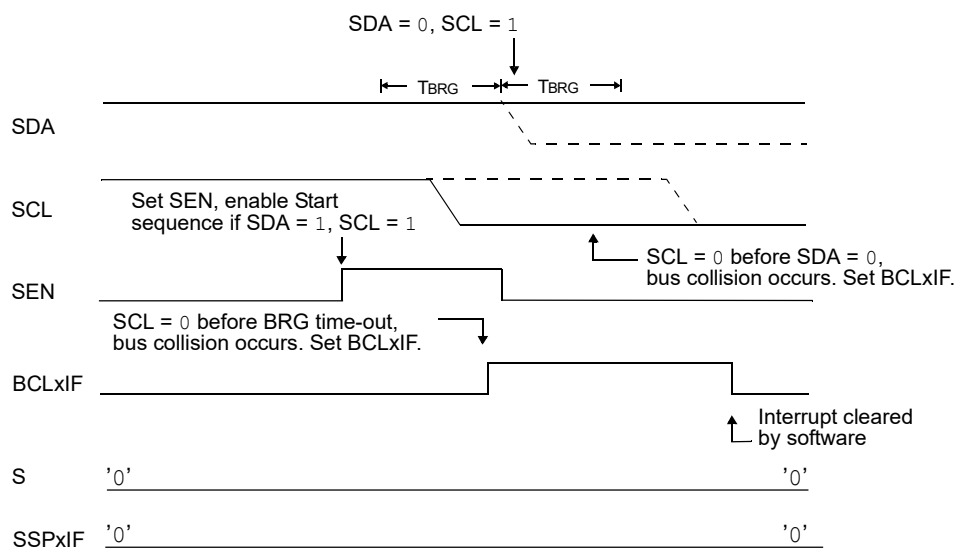 SDA = 0, SCL = 1
TBRG TBRG
SDA
SCL
Set SEN, enable Start
sequence if SDA = 1, SCL = 1
SCL = 0 before SDA = 0,
bus collision occurs. Set BCLxIF.
SEN
SCL = 0 before BRG time-out,
bus collision occurs. Set BCLxIF.
BCLxIF
Interrupt cleared
by software
S '0' '0'
SSPxIF '0' '0'